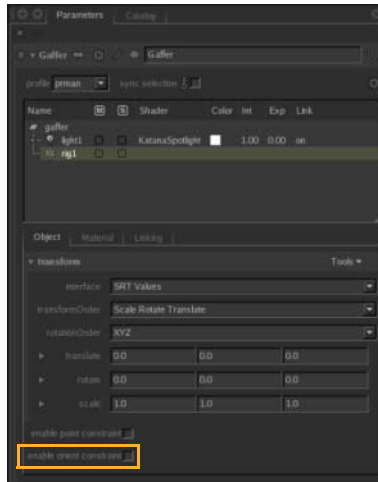 Parameters Catalog
Gaffer Gaffer
profile prman sync selection
Name M S Shader Color Int Exp Link
gaffer
light1 KatanaSpotlight 1.00 0.00 on
rig1
Object Material Linking
transform Tools
interface SRT Values
transformOrder Scale Rotate Translate
rotationOrder XYZ
translate 0.0 0.0 0.0
rotate 0.0 0.0 0.0
scale 1.0 1.0 1.0
enable point constraint
enable orient constraint